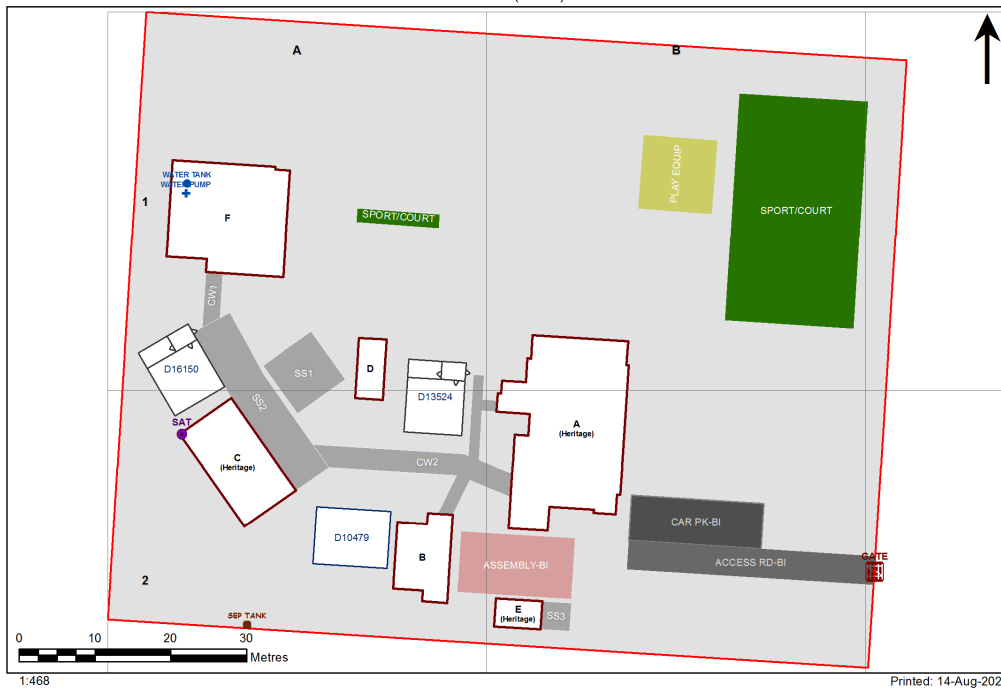 A
B
WATER TANK
WATER PUMP
1
F
SPORT/COURT
PLAY EQUIP
SPORT/COURT
CW1
D16150
SS1
D
D13524
SS2
SAT
A
(Heritage)
C
(Heritage)
CW2
CAR PK-BI
D10479
B
ASSEMBLY-BI
ACCESS RD-BI
GATE
2
E
(Heritage)
SS3
SEP TANK
0 10 20 30
Metres
1:468
Printed: 14-Aug-202